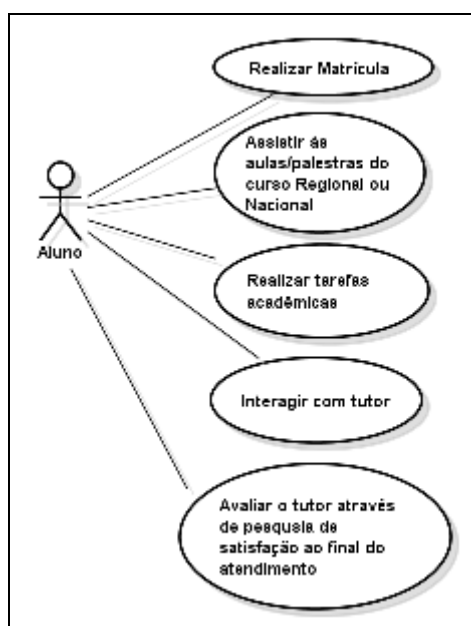 Realizar Matrícula
Assistir às
aulas/palestras do
curso Regional ou
Nacional
Aluno
Realizar tarefas
acadêmicas
Interagir com tutor
Avaliar o tutor através
de pesquisa de
satisfação ao final do
atendimento